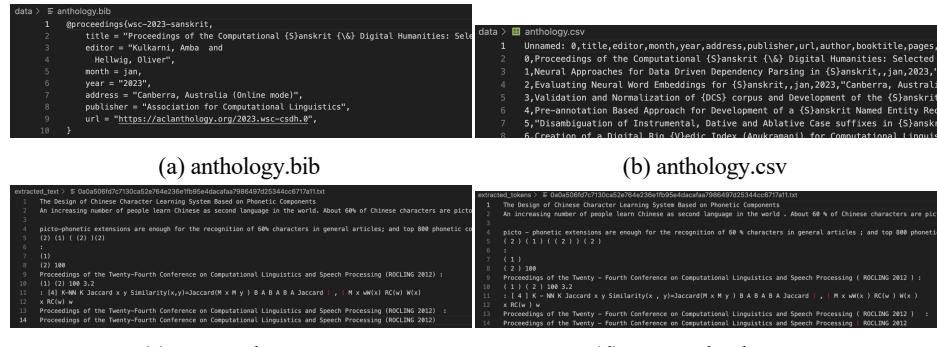 data > anthology.bib
1 @proceedings{wsc-2023-sanskrit,
2 title = "Proceedings of the Computational {S}anskrit {\&} Digital Humanities: Sele
3 editor = "Kulkarni, Amba and
4 Hellwig, Oliver",
5 month = jan,
6 year = "2023",
7 address = "Canberra, Australia (Online mode)",
8 publisher = "Association for Computational Linguistics",
9 url = "https://aclanthology.org/2023.wsc-csdh.0",
10 }
(a) anthology.bib
data > anthology.csv
1 Unnamed: 0,title,editor,month,year,address,publisher,url,author,booktitle,pages,
2 0,Proceedings of the Computational {S}anskrit {\&} Digital Humanities: Selected
3 1,Neural Approaches for Data Driven Dependency Parsing in {S}anskrit,,jan,2023,"
4 2,Evaluating Neural Word Embeddings for {S}anskrit,,jan,2023,"Canberra, Australi
5 3,Validation and Normalization of {DCS} corpus and Development of the {S}anskrit
6 4,Pre-annotation Based Approach for Development of a {S}anskrit Named Entity Rec
7 5,"Disambiguation of Instrumental, Dative and Ablative Case suffixes in {S}anskr
8 6,Creation of a Digital Rig {V}edic Index (Anukramani) for Computational Linguis
(b) anthology.csv
extracted_text >
1 The Design of Chinese Character Learning System Based on Phonetic Components
2 An increasing number of people learn Chinese as second language in the world. About 60% of Chinese characters are picto
3
4 picto-phonetic extensions are enough for the recognition of 60% characters in general articles; and top 800 phonetic co
5 (2) (1) ( (2) )(2)
6 :
7 (1)
8 (2) 100
9 Proceedings of the Twenty-Fourth Conference on Computational Linguistics and Speech Processing (ROCLING 2012) :
10 (1) (2) 100 3.2
11 : [4] K-NN K Jaccard x y Similarity(x,y)=Jaccard(M x M y ) B A B A B A Jaccard ! , ! M x wW(x) RC(w) W(x)
12 x RC(w) w
13 Proceedings of the Twenty-Fourth Conference on Computational Linguistics and Speech Processing (ROCLING 2012) :
14 Proceedings of the Twenty-Fourth Conference on Computational Linguistics and Speech Processing (ROCLING 2012)
extracted_tokens >
1 The Design of Chinese Character Learning System Based on Phonetic Components
2 An increasing number of people learn Chinese as second language in the world . About 60 % of Chinese characters are pic
3
4 picto - phonetic extensions are enough for the recognition of 60 % characters in general articles ; and top 800 phoneti
5 ( 2 ) ( 1 ) ( ( 2 ) ) ( 2 )
6 :
7 ( 1 )
8 ( 2 ) 100
9 Proceedings of the Twenty - Fourth Conference on Computational Linguistics and Speech Processing ( ROCLING 2012 ) :
10 ( 1 ) ( 2 ) 100 3.2
11 : [ 4 ] K - NN K Jaccard x y Similarity(x , y)=Jaccard(M x M y ) B A B A B A Jaccard ! , ! M x wW(x ) RC(w ) W(x )
12 x RC(w ) w
13 Proceedings of the Twenty - Fourth Conference on Computational Linguistics and Speech Processing ( ROCLING 2012 ) :
14 Proceedings of the Twenty - Fourth Conference on Computational Linguistics and Speech Processing ( ROCLING 2012